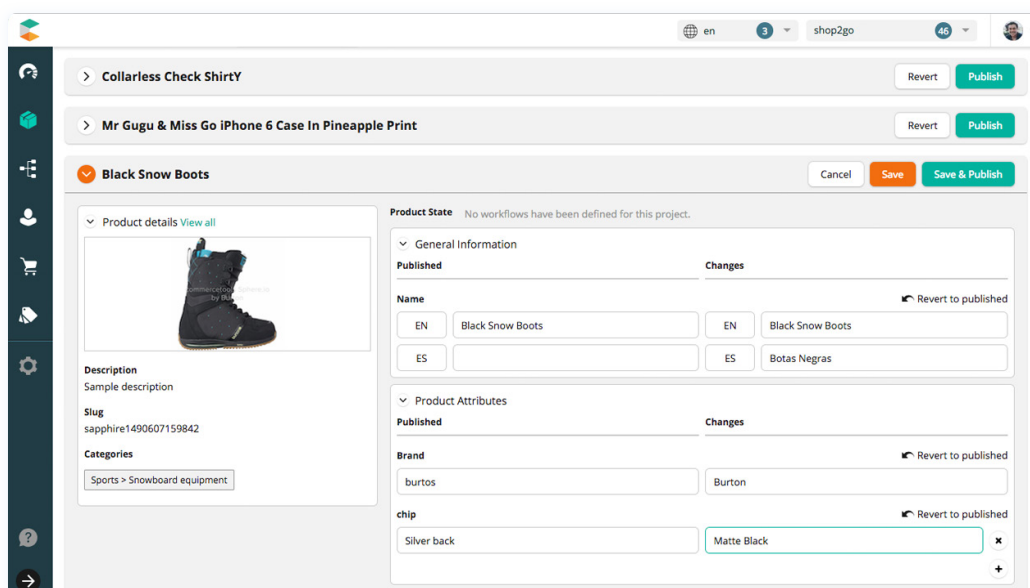 en 3 shop2go 46
Collarless Check ShirtY Revert Publish
Mr Gugu & Miss Go iPhone 6 Case In Pineapple Print Revert Publish
Black Snow Boots Cancel Save Save & Publish
Product details View all
by Bu
Description
Sample description
Slug
sapphire1490607159842
Categories
Sports > Snowboard equipment
Product State No workflows have been defined for this project.
General Information
Published Changes
Name Revert to published
EN Black Snow Boots EN Black Snow Boots
ES ES Botas Negras
Product Attributes
Published Changes
Brand Revert to published
burtos Burton
chip Revert to published
Silver back Matte Black